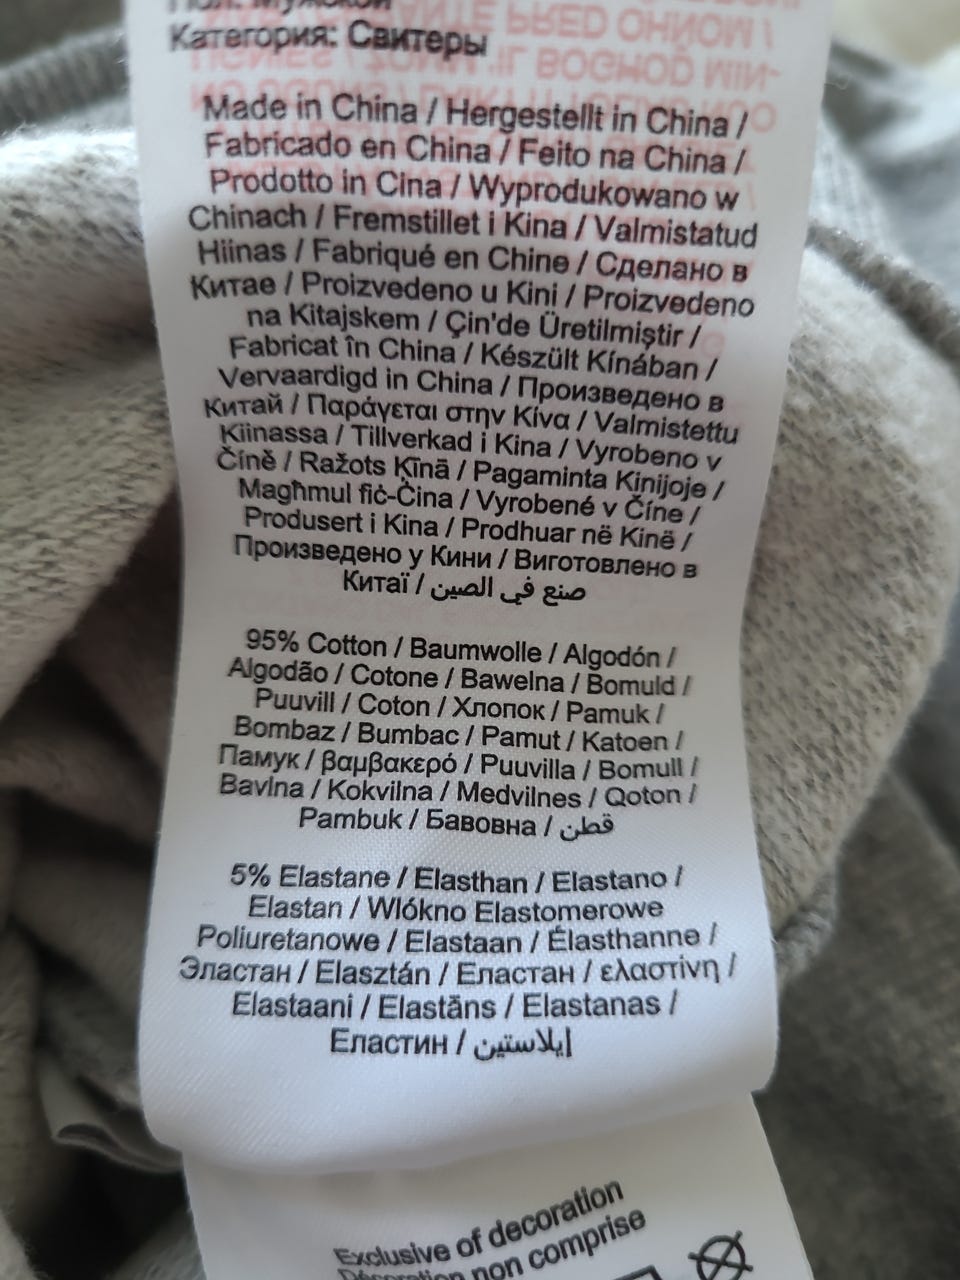 Пол: Мужской
Категория: Свитеры
Made in China / Hergestellt in China /
Fabricado en China / Feito na China /
Prodotto in Cina / Wyprodukowano w
Chinach / Fremstillet i Kina / Valmistatud
Hiinas / Fabriqué en Chine / Сделано в
Китае / Proizvedeno u Kini / Proizvedeno
na Kitajskem / Çin'de Üretilmiştir /
Fabricat în China / Készült Kínában /
Vervaardigd in China / Произведено в
Китай / Παράγεται στην Κίνα / Valmistettu
Kiinassa / Tillverkad i Kina / Vyrobeno v
Číně / Ražots Ķīnā / Pagaminta Kinijoje /
Magħmul fiċ-Ċina / Vyrobené v Číne /
Produsert i Kina / Prodhuar në Kinë /
Произведено у Кини / Виготовлено в
Китаї / صنع في الصين
95% Cotton / Baumwolle / Algodón /
Algodão / Cotone / Bawełna / Bomuld /
Puuvill / Coton / Хлопок / Pamuk /
Bombaž / Bumbac / Pamut / Katoen /
Памук / βαμβακερό / Puuvilla / Bomull /
Bavlna / Kokvilna / Medvilnes / Qoton /
Pambuk / Бавовна / قطن
5% Elastane / Elasthan / Elastano /
Elastan / Włókno Elastomerowe
Poliuretanowe / Elastaan / Élasthanne /
Эластан / Elasztán / Еластан / ελαστίνη /
Elastaani / Elastāns / Elastanas /
Еластин / إيلاستين
Exclusive of decoration
Décoration non comprise